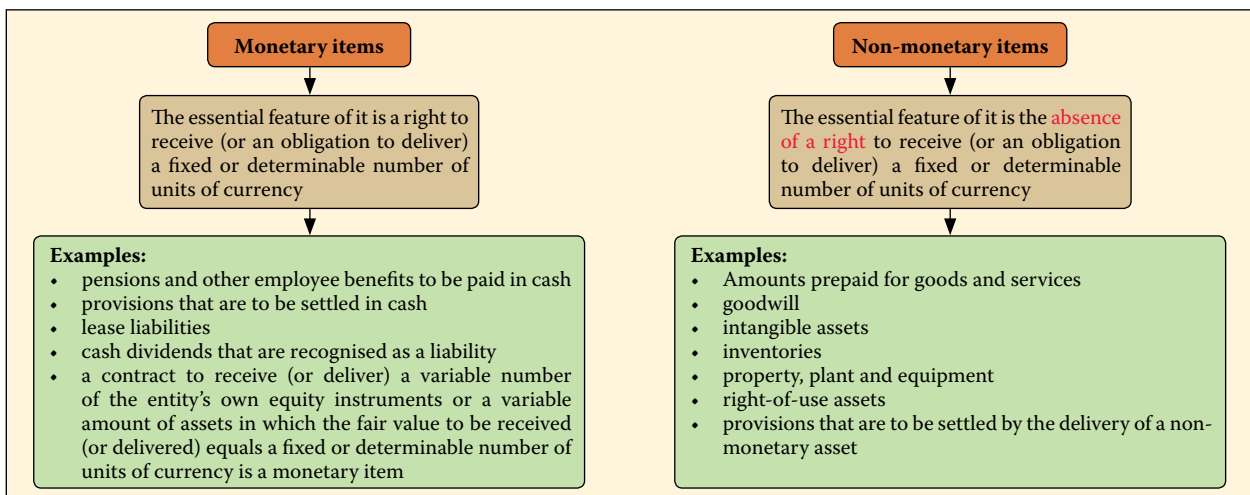 Monetary items
The essential feature of it is a right to
receive (or an obligation to deliver)
a fixed or determinable number of
units of currency
Examples:
• pensions and other employee benefits to be paid in cash
• provisions that are to be settled in cash
• lease liabilities
• cash dividends that are recognised as a liability
• a contract to receive (or deliver) a variable number
of the entity's own equity instruments or a variable
amount of assets in which the fair value to be received
(or delivered) equals a fixed or determinable number of
units of currency is a monetary item
Non-monetary items
The essential feature of it is the absence
of a right to receive (or an obligation
to deliver) a fixed or determinable
number of units of currency
Examples:
• Amounts prepaid for goods and services
• goodwill
• intangible assets
• inventories
• property, plant and equipment
• right-of-use assets
• provisions that are to be settled by the delivery of a non-
monetary asset